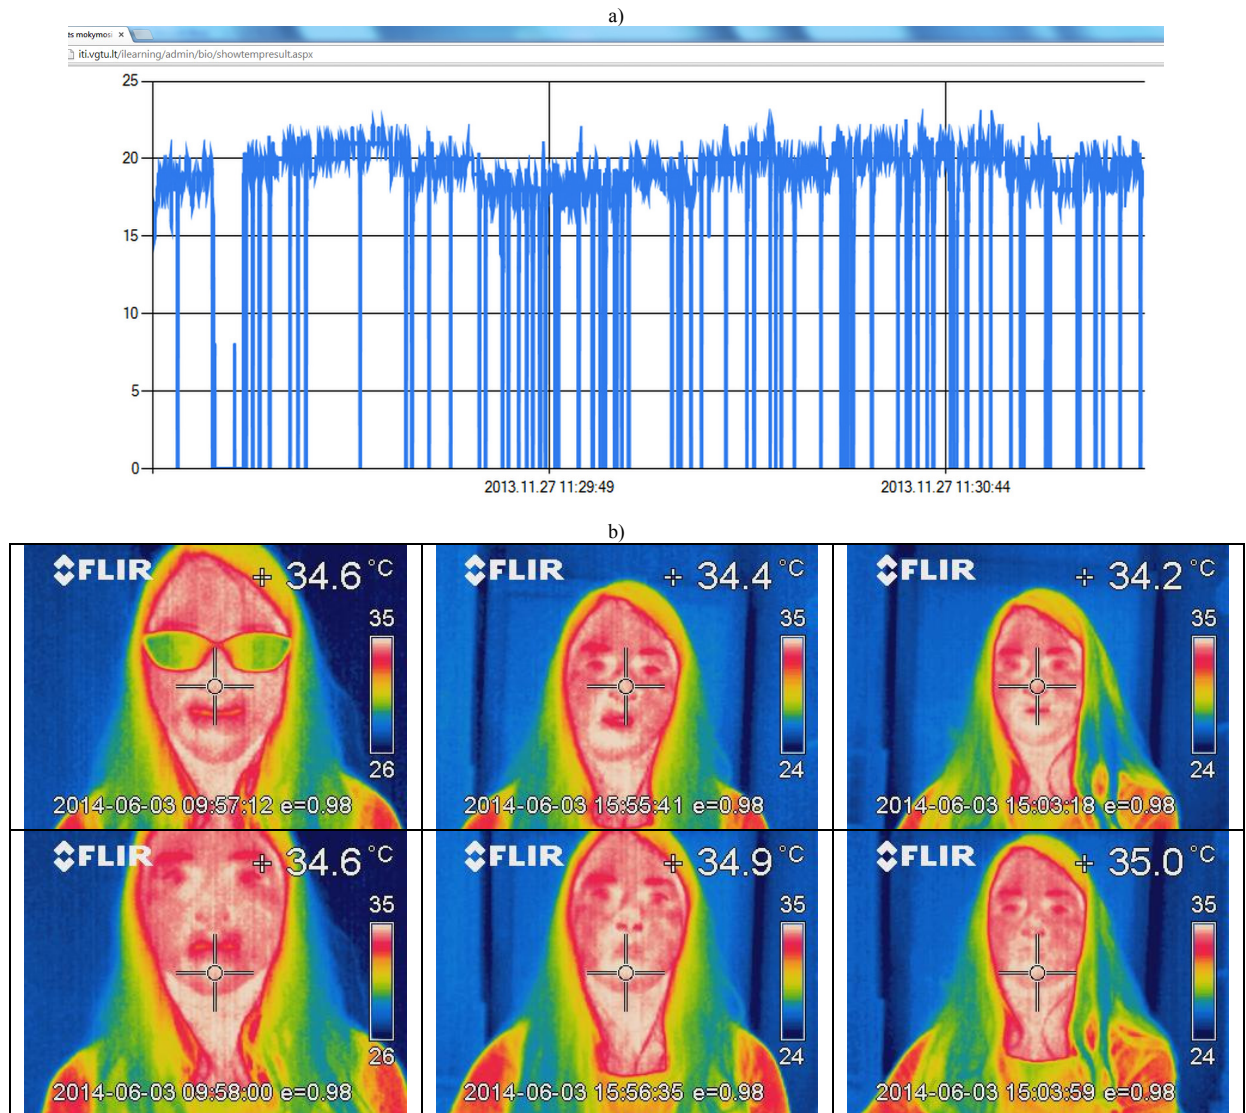 a)
ts mokymosi ×
iti.vgtu.lt/ilearning/admin/bio/showtempresult.aspx
25
20
15
10
5
0
2013.11.27 11:29:49 2013.11.27 11:30:44
b)
FLIR 34.6 °C
35
26
2014-06-03 09:57:12 e=0.98
FLIR 34.4 °C
35
24
2014-06-03 15:55:41 e=0.98
FLIR 34.2 °C
35
24
2014-06-03 15:03:18 e=0.98
FLIR 34.6 °C
35
26
2014-06-03 09:58:00 e=0.98
FLIR 34.9 °C
35
24
2014-06-03 15:56:35 e=0.98
FLIR 35.0 °C
35
24
2014-06-03 15:03:59 e=0.98